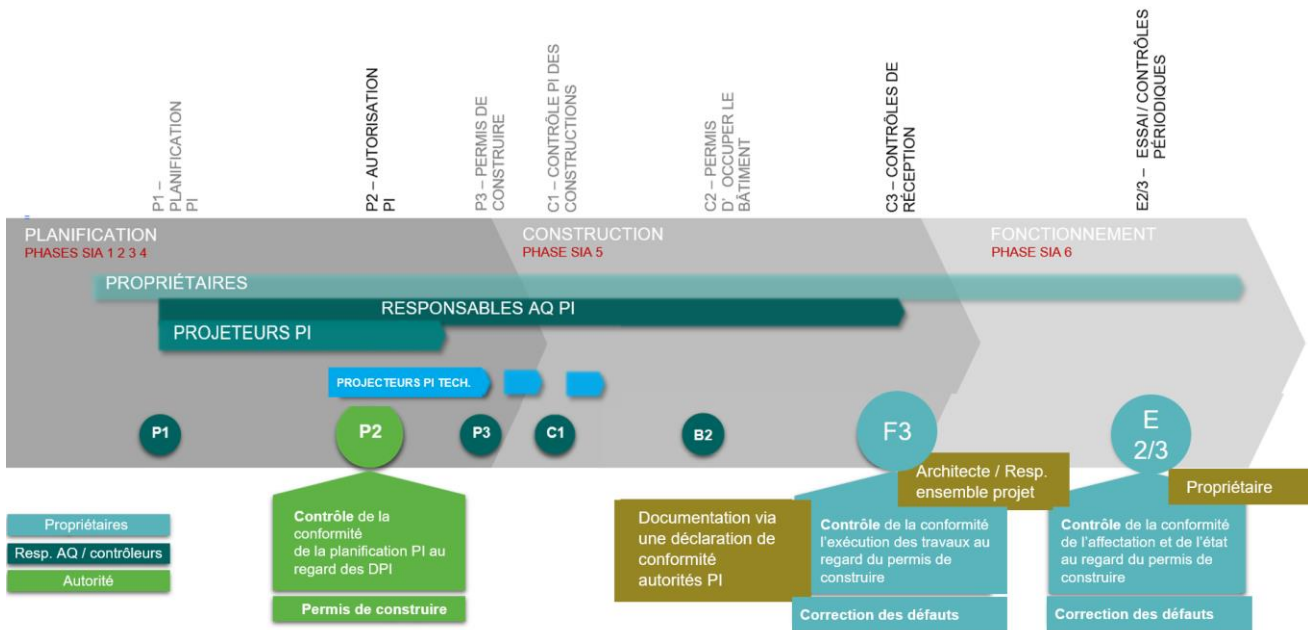 P1 –
PLANIFICATION
PI
P2 – AUTORISATION
PI
P3 – PERMIS DE
CONSTRUIRE
C1 – CONTRÔLE PI DES
CONSTRUCTIONS
C2 – PERMIS
D' OCCUPER LE
BÂTIMENT
C3 – CONTRÔLES DE
RÉCEPTION
E2/3 – ESSAI / CONTRÔLES
PÉRIODIQUES
PLANIFICATION
PHASES SIA 1 2 3 4
CONSTRUCTION
PHASE SIA 5
FONCTIONNEMENT
PHASE SIA 6
PROPRIÉTAIRES
RESPONSABLES AQ PI
PROJETEURS PI
PROJECTEURS PI TECH.
P1
P2
P3
C1
B2
F3
E
2/3
Architecte / Resp.
ensemble projet
Propriétaire
Propriétaires
Resp. AQ / contrôleurs
Autorité
Contrôle de la
conformité
de la planification PI au
regard des DPI
Permis de construire
Documentation via
une déclaration de
conformité
autorités PI
Contrôle de la conformité
l'exécution des travaux au
regard du permis de
construire
Correction des défauts
Contrôle de la conformité
de l'affectation et de l'état
au regard du permis de
construire
Correction des défauts